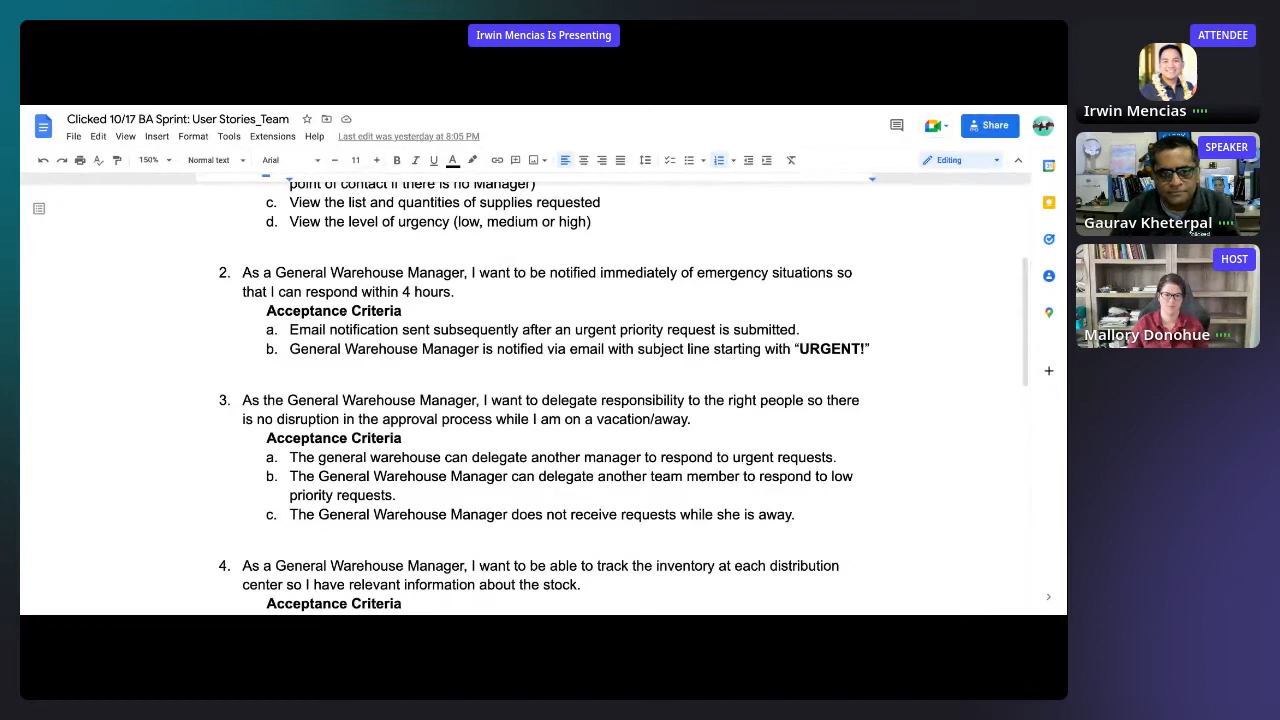 Irwin Mencias Is Presenting
ATTENDEE
Irwin Mencias
SPEAKER
Gaurav Kheterpal
clicked
HOST
Mallory Donohue
Clicked 10/17 BA Sprint: User Stories_Team
File Edit View Insert Format Tools Extensions Help Last edit was yesterday at 8:05 PM
Share
150% Normal text Arial 11 B I U A Editing
point of contact if there is no Manager)
c. View the list and quantities of supplies requested
d. View the level of urgency (low, medium or high)
2. As a General Warehouse Manager, I want to be notified immediately of emergency situations so
that I can respond within 4 hours.
Acceptance Criteria
a. Email notification sent subsequently after an urgent priority request is submitted.
b. General Warehouse Manager is notified via email with subject line starting with “URGENT!”
3. As the General Warehouse Manager, I want to delegate responsibility to the right people so there
is no disruption in the approval process while I am on a vacation/away.
Acceptance Criteria
a. The general warehouse can delegate another manager to respond to urgent requests.
b. The General Warehouse Manager can delegate another team member to respond to low
priority requests.
c. The General Warehouse Manager does not receive requests while she is away.
4. As a General Warehouse Manager, I want to be able to track the inventory at each distribution
center so I have relevant information about the stock.
Acceptance Criteria